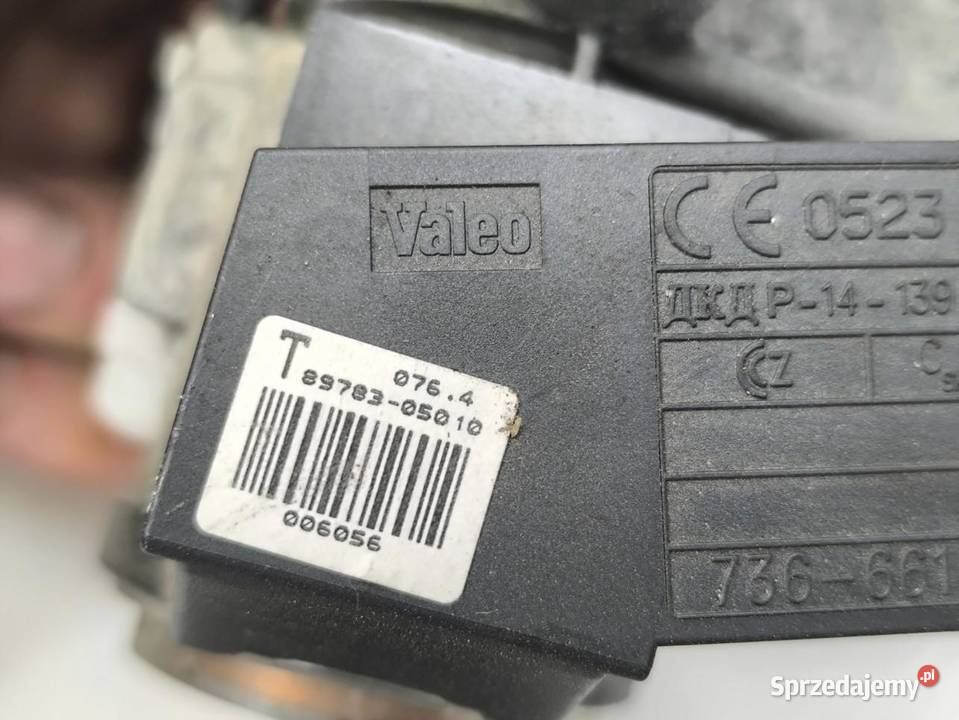 Valeo
CE 0523
ДКД P-14-139
CZ C
T 076.4
89783-05010
006056
736-661
Sprzedajemy.pl